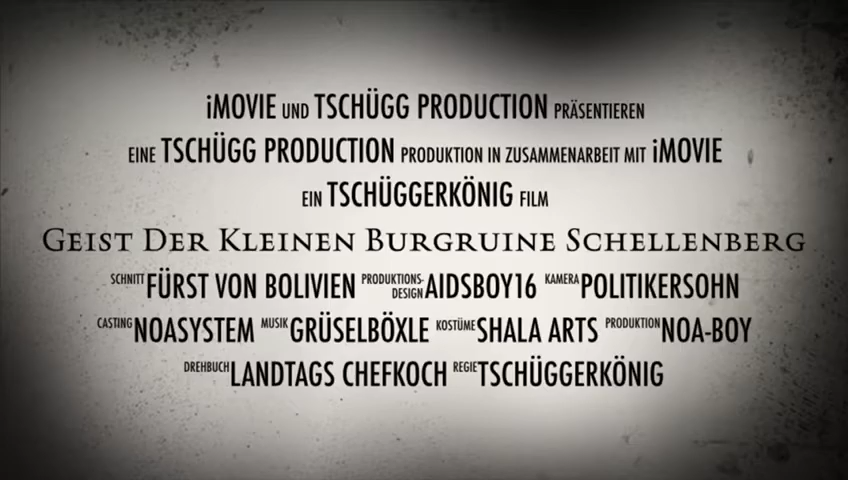 iMOVIE UND TSCHÜGG PRODUCTION PRÄSENTIEREN
EINE TSCHÜGG PRODUCTION PRODUKTION IN ZUSAMMENARBEIT MIT iMOVIE
EIN TSCHÜGGERKÖNIG FILM
GEIST DER KLEINEN BURGRUINE SCHELLENBERG
SCHNITT FÜRST VON BOLIVIEN PRODUKTIONS-DESIGN AIDSBOY16 KAMERA POLITIKERSOHN
CASTING NOASYSTEM MUSIK GRÜSELBÖXLE KOSTÜME SHALA ARTS PRODUKTION NOA-BOY
DREHBUCH LANDTAGS CHEFKOCH REGIE TSCHÜGGERKÖNIG